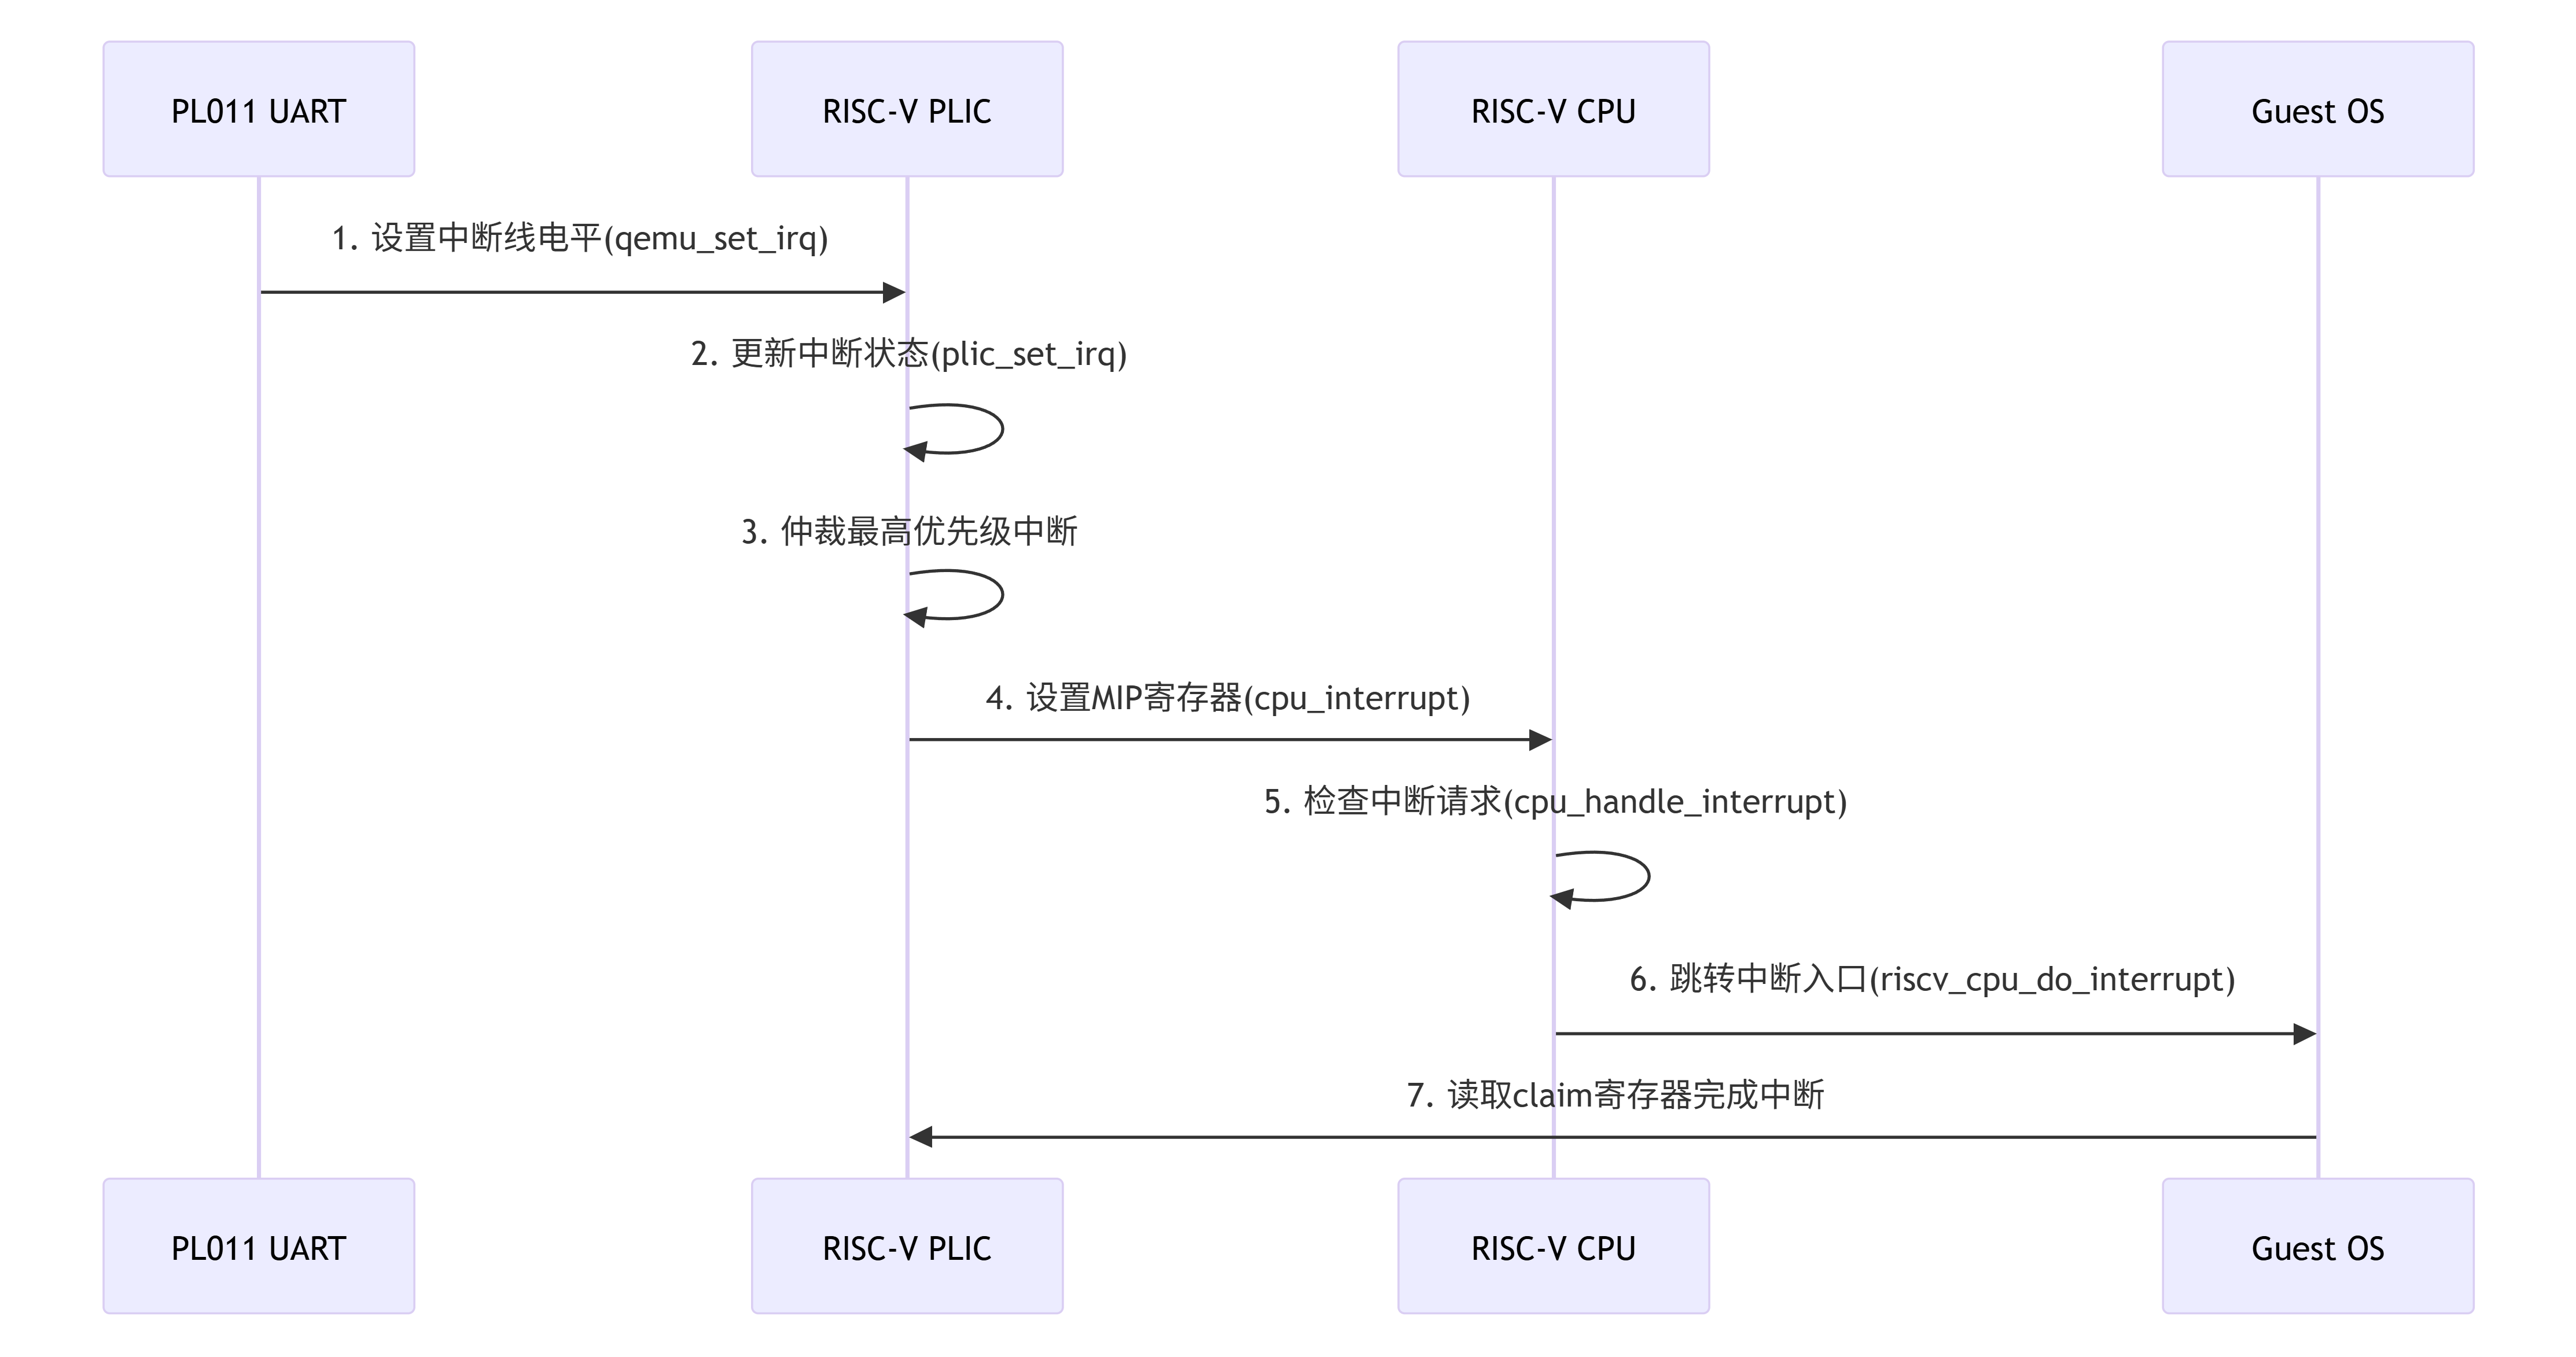 PL011 UART
RISC-V PLIC
RISC-V CPU
Guest OS
1. 设置中断线电平(qemu_set_irq)
2. 更新中断状态(plic_set_irq)
3. 仲裁最高优先级中断
4. 设置MIP寄存器(cpu_interrupt)
5. 检查中断请求(cpu_handle_interrupt)
6. 跳转中断入口(riscv_cpu_do_interrupt)
7. 读取claim寄存器完成中断
PL011 UART
RISC-V PLIC
RISC-V CPU
Guest OS